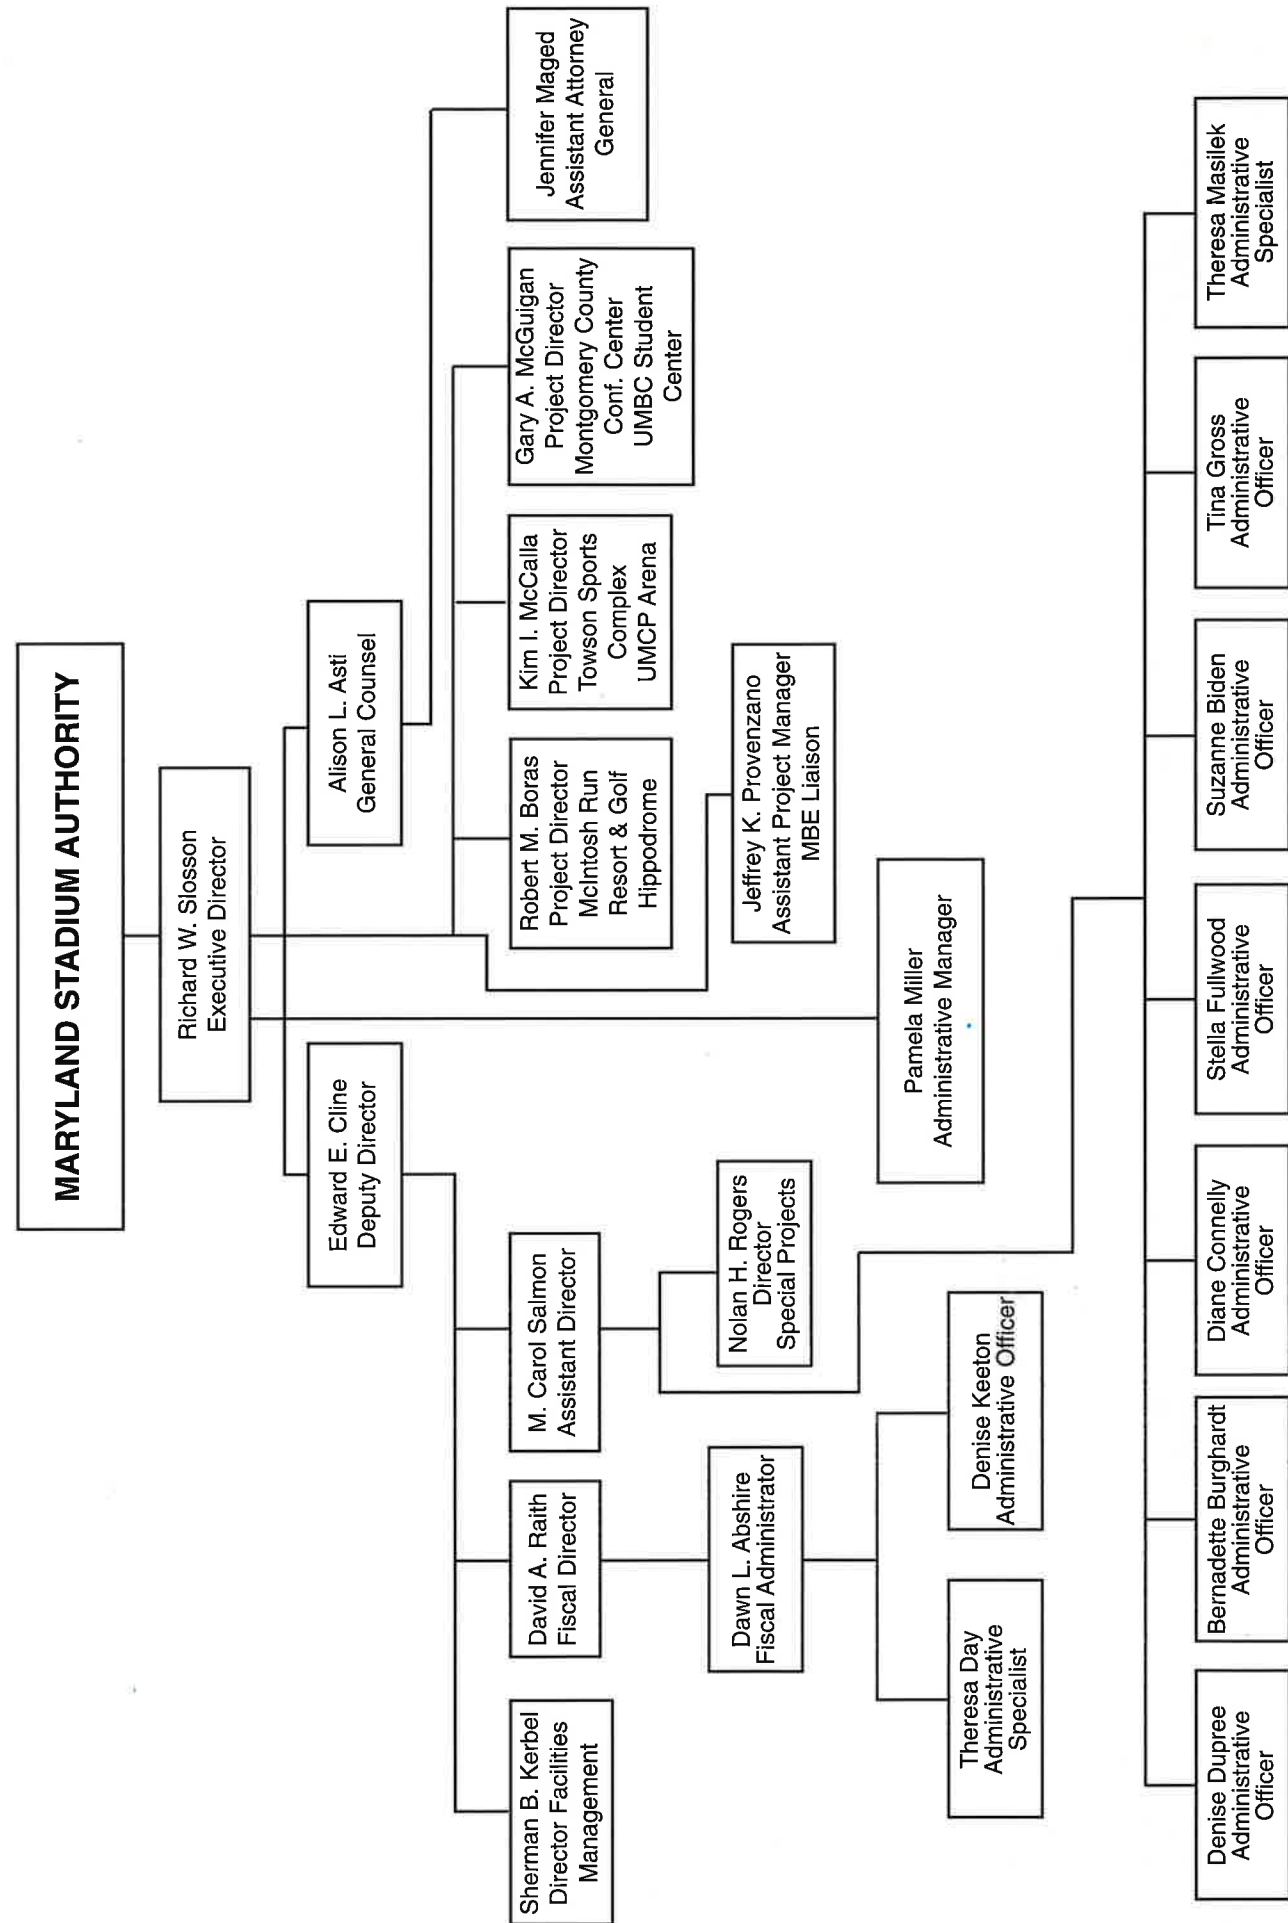 MARYLAND STADIUM AUTHORITY
Richard W. Slosson
Executive Director
Edward E. Cline
Deputy Director
Alison L. Asti
General Counsel
Sherman B. Kerbel
Director Facilities
Management
David A. Raith
Fiscal Director
M. Carol Salmon
Assistant Director
Robert M. Boras
Project Director
McIntosh Run
Resort & Golf
Hippodrome
Kim I. McCalla
Project Director
Towson Sports
Complex
UMCP Arena
Gary A. McGuigan
Project Director
Montgomery County
Conf. Center
UMBC Student
Center
Jennifer Maged
Assistant Attorney
General
Dawn L. Abshire
Fiscal Administrator
Nolan H. Rogers
Director
Special Projects
Jeffrey K. Provenzano
Assistant Project Manager
MBE Liaison
Pamela Miller
Administrative Manager
Theresa Day
Administrative
Specialist
Denise Keeton
Administrative Officer
Denise Dupree
Administrative
Officer
Bernadette Burghardt
Administrative
Officer
Diane Connelly
Administrative
Officer
Stella Fullwood
Administrative
Officer
Suzanne Biden
Administrative
Officer
Tina Gross
Administrative
Officer
Theresa Masilek
Administrative
Specialist